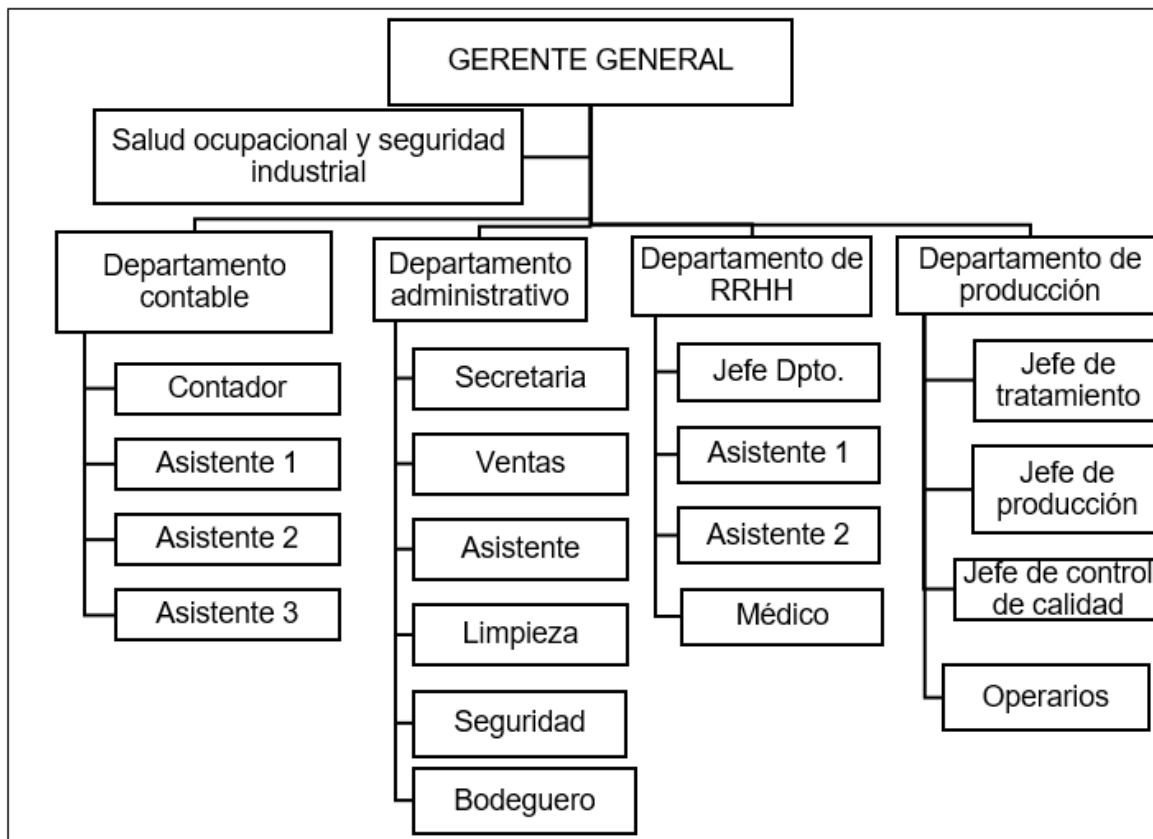 GERENTE GENERAL
Salud ocupacional y seguridad
industrial
Departamento
contable
Contador
Asistente 1
Asistente 2
Asistente 3
Departamento
administrativo
Secretaria
Ventas
Asistente
Limpieza
Seguridad
Bodeguero
Departamento de
RRHH
Jefe Dpto.
Asistente 1
Asistente 2
Médico
Departamento de
producción
Jefe de
tratamiento
Jefe de
producción
Jefe de control
de calidad
Operarios